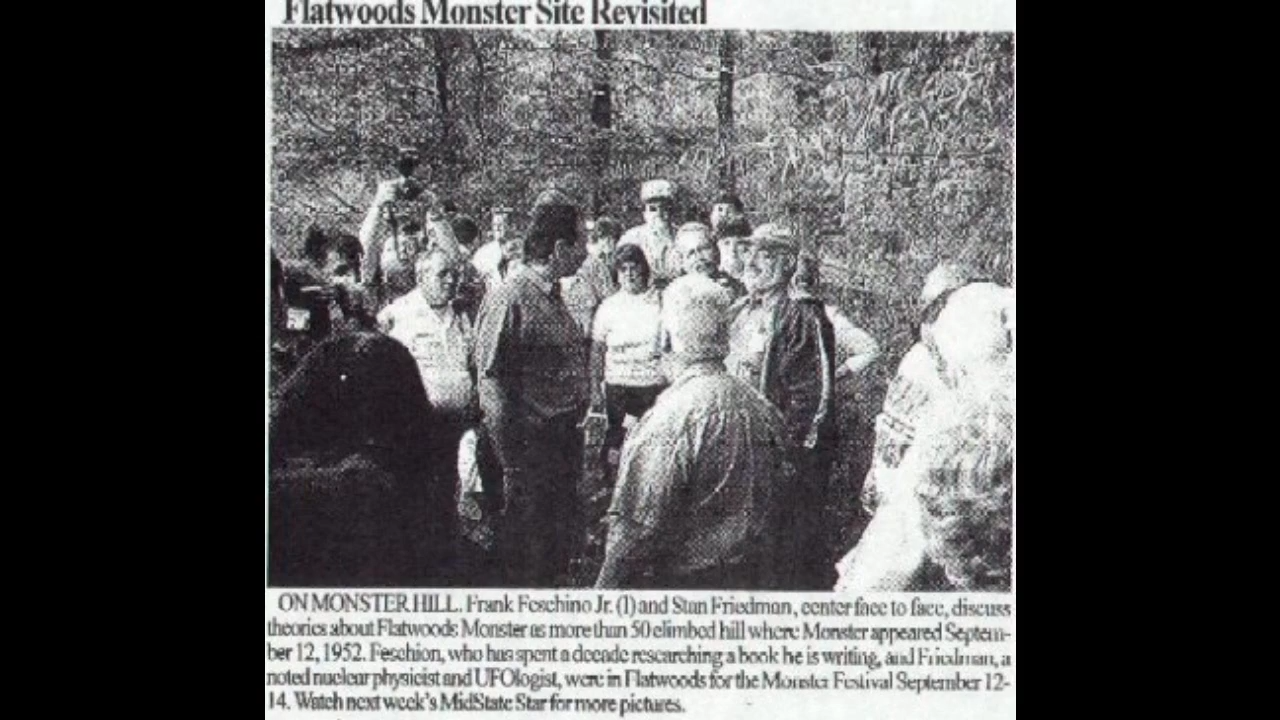 Flatwoods Monster Site Revisited
ON MONSTER HILL. Frank Feschino Jr. (l) and Stan Friedman, center face to face, discuss
theories about Flatwoods Monster as more than 50 climbed hill where Monster appeared Septem-
ber 12, 1952. Feschion, who has spent a decade researching a book he is writing, and Friedman, a
noted nuclear physicist and UFOlogist, were in Flatwoods for the Monster Festival September 12-
14. Watch next week's MidState Star for more pictures.